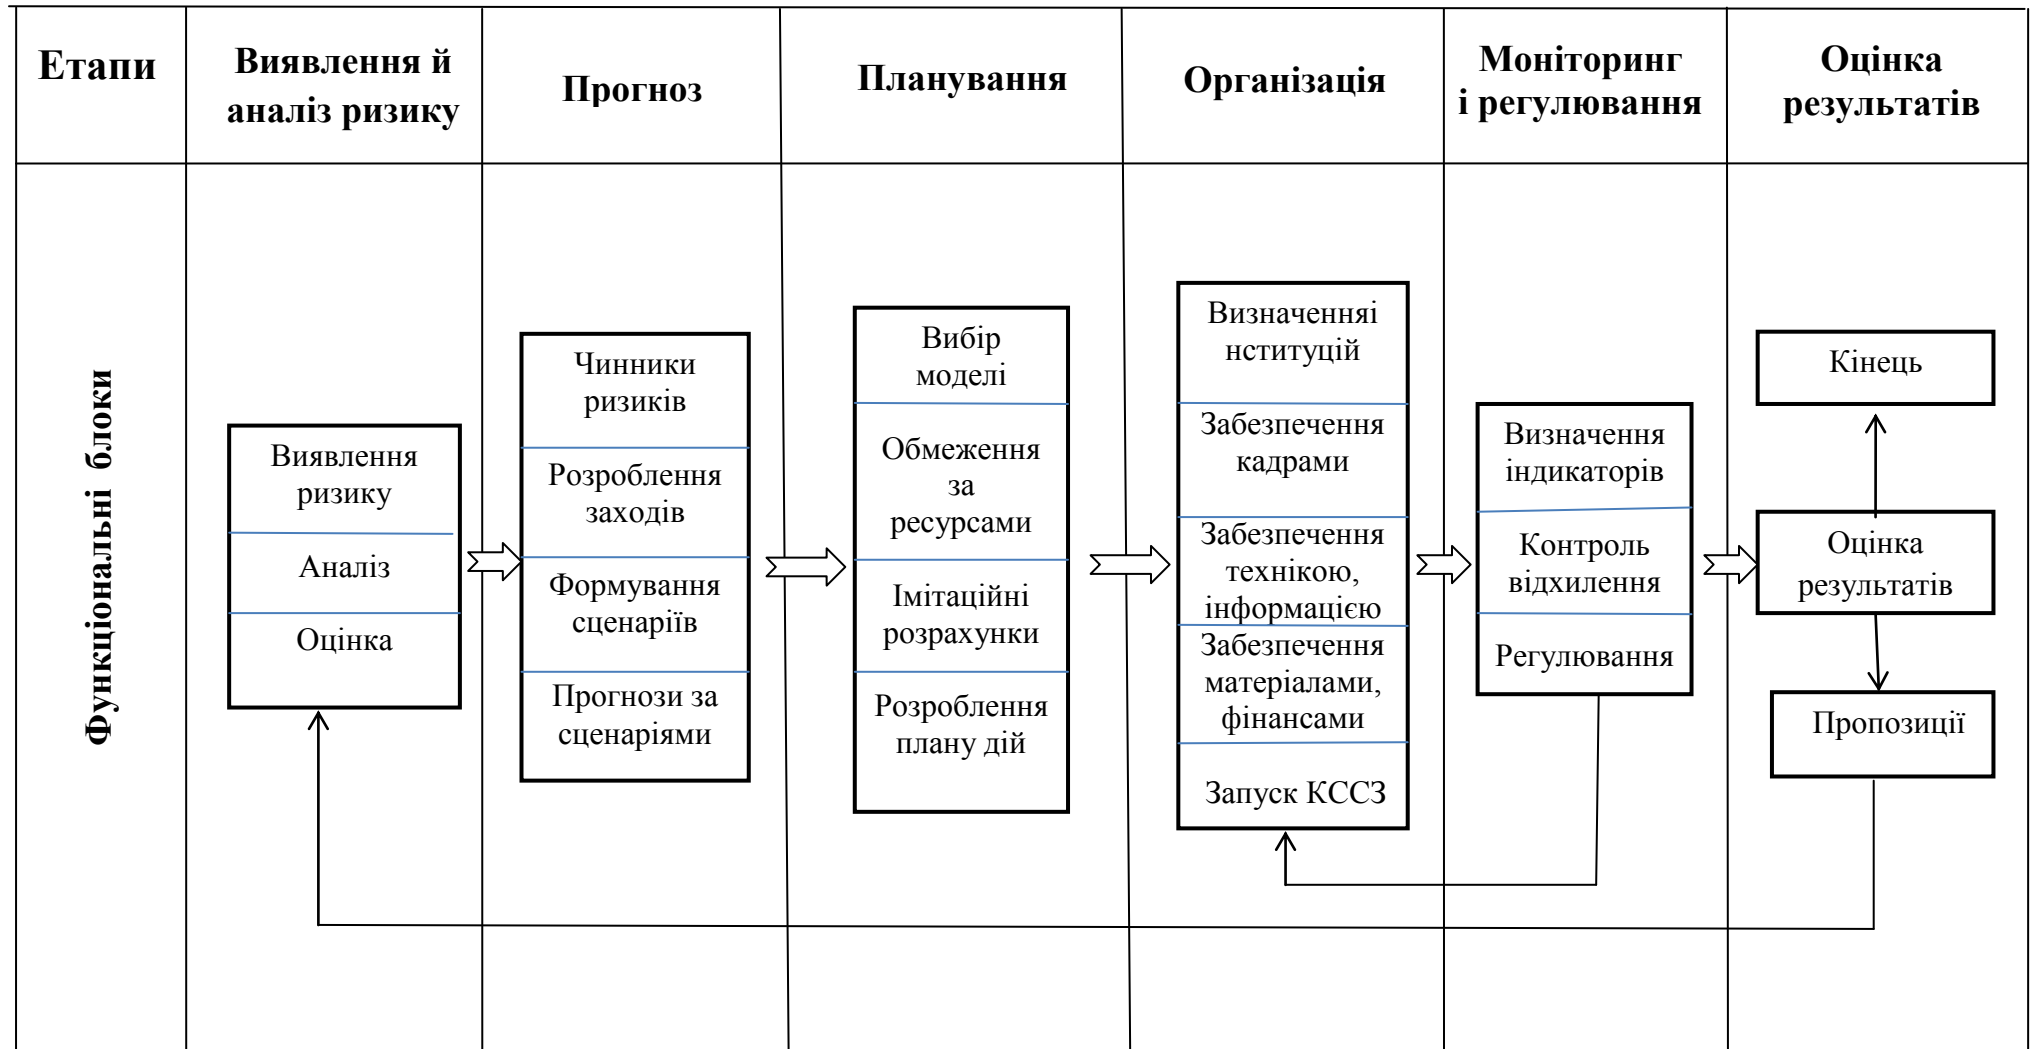 Етапи
Виявлення й
аналіз ризику
Прогноз
Планування
Організація
Моніторинг
і регулювання
Оцінка
результатів
Функціональні блоки
Виявлення
ризику
Аналіз
Оцінка
Чинники
ризиків
Розроблення
заходів
Формування
сценаріїв
Прогнози за
сценаріями
Вибір
моделі
Обмеження
за
ресурсами
Імітаційні
розрахунки
Розроблення
плану дій
Визначенняі
нституцій
Забезпечення
кадрами
Забезпечення
технікою,
інформацією
Забезпечення
матеріалами,
фінансами
Запуск КССЗ
Визначення
індикаторів
Контроль
відхилення
Регулювання
Кінець
Оцінка
результатів
Пропозиції